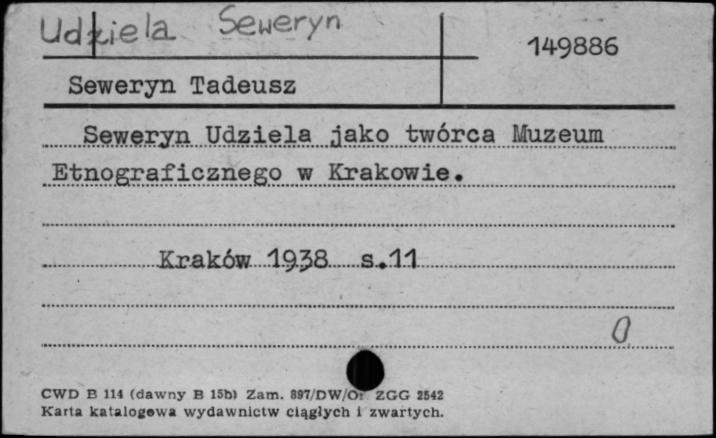 Udziela Seweryn
149886
Seweryn Tadeusz
Seweryn Udziela jako twórca Muzeum
Etnograficznego w Krakowie.
Kraków 1938 s.11
0
CWD B 114 (dawny B 15b) Zam. 897/DW/O ZGG 2542
Karta katalogowa wydawnictw ciągłych i zwartych.